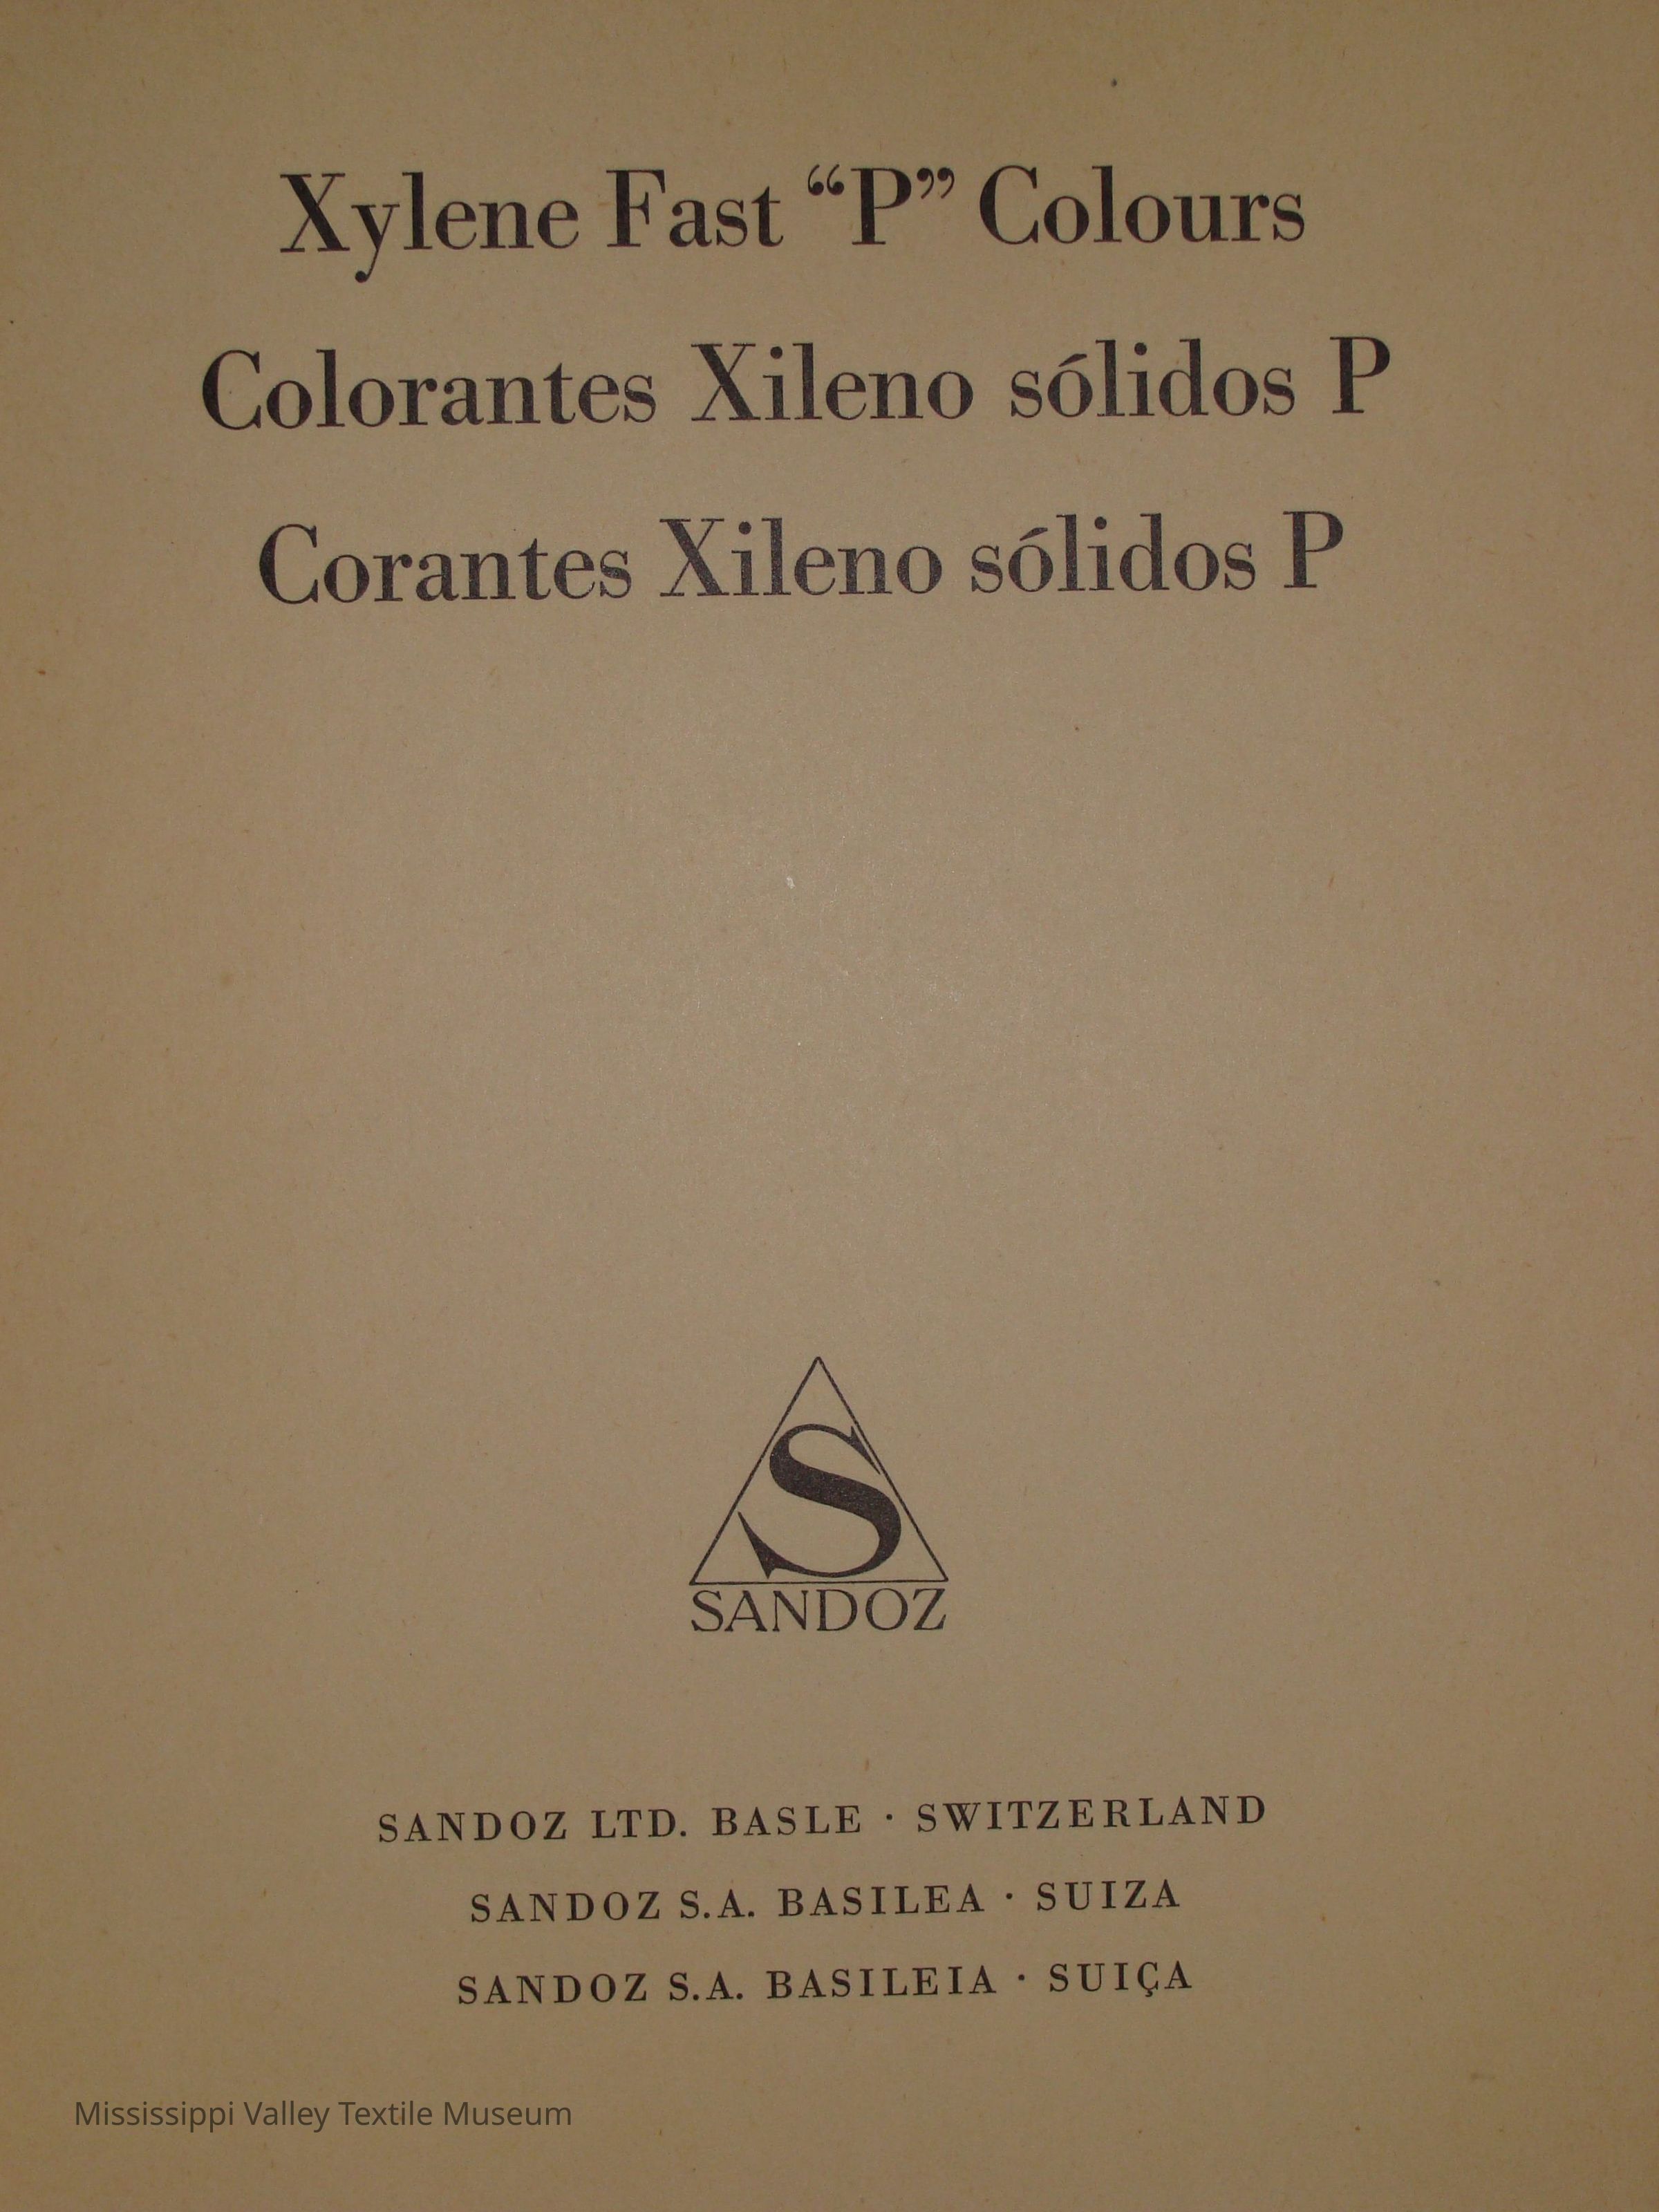 Xylene Fast “P” Colours
Colorantes Xileno sólidos P
Corantes Xileno sólidos P
S
SANDOZ
SANDOZ LTD. BASLE · SWITZERLAND
SANDOZ S.A. BASILEA · SUIZA
SANDOZ S.A. BASILEIA · SUIÇA
Mississippi Valley Textile Museum